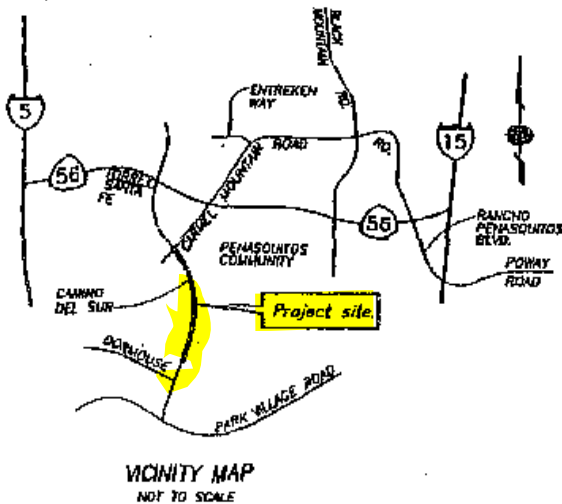 BLACK
MOUNTAIN
RD.
5
ENTREKEN
WAY
ROAD
RD.
15
56
TORREY
SANTA
FE
MOUNTAIN
56
RANCHO
PENASQUITOS
BLVD.
PENASQUITOS
COMMUNITY
POWAY
ROAD
CAMINO
DEL SUR
Project site.
DORMOUSE
PARK VILLAGE ROAD
VICINITY MAP
NOT TO SCALE